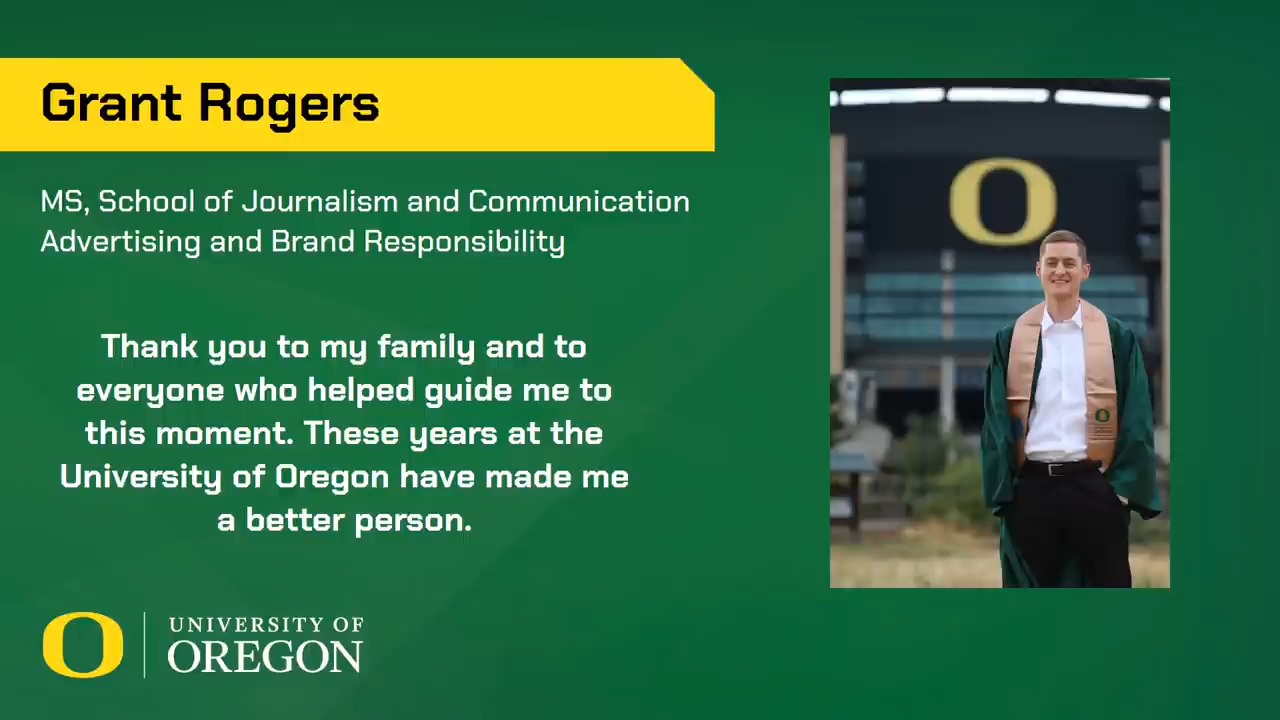 Grant Rogers
MS, School of Journalism and Communication
Advertising and Brand Responsibility
Thank you to my family and to
everyone who helped guide me to
this moment. These years at the
University of Oregon have made me
a better person.
O
UNIVERSITY OF
OREGON
O